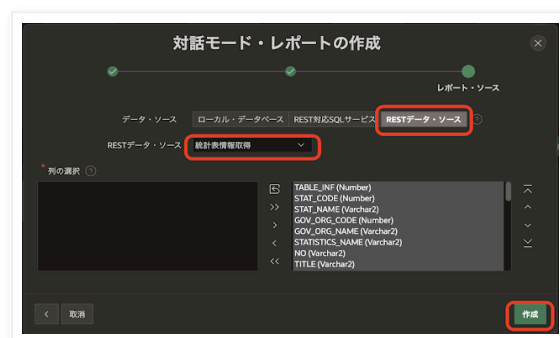 対話モード・レポートの作成
レポート・ソース
データ・ソース ローカル・データベース REST対応SQLサービス RESTデータ・ソース
RESTデータ・ソース 統計表情報取得
* 列の選択
TABLE_INF (Number)
STAT_CODE (Number)
STAT_NAME (Varchar2)
GOV_ORG_CODE (Number)
GOV_ORG_NAME (Varchar2)
STATISTICS_NAME (Varchar2)
NO (Varchar2)
TITLE (Varchar2)
取消 作成